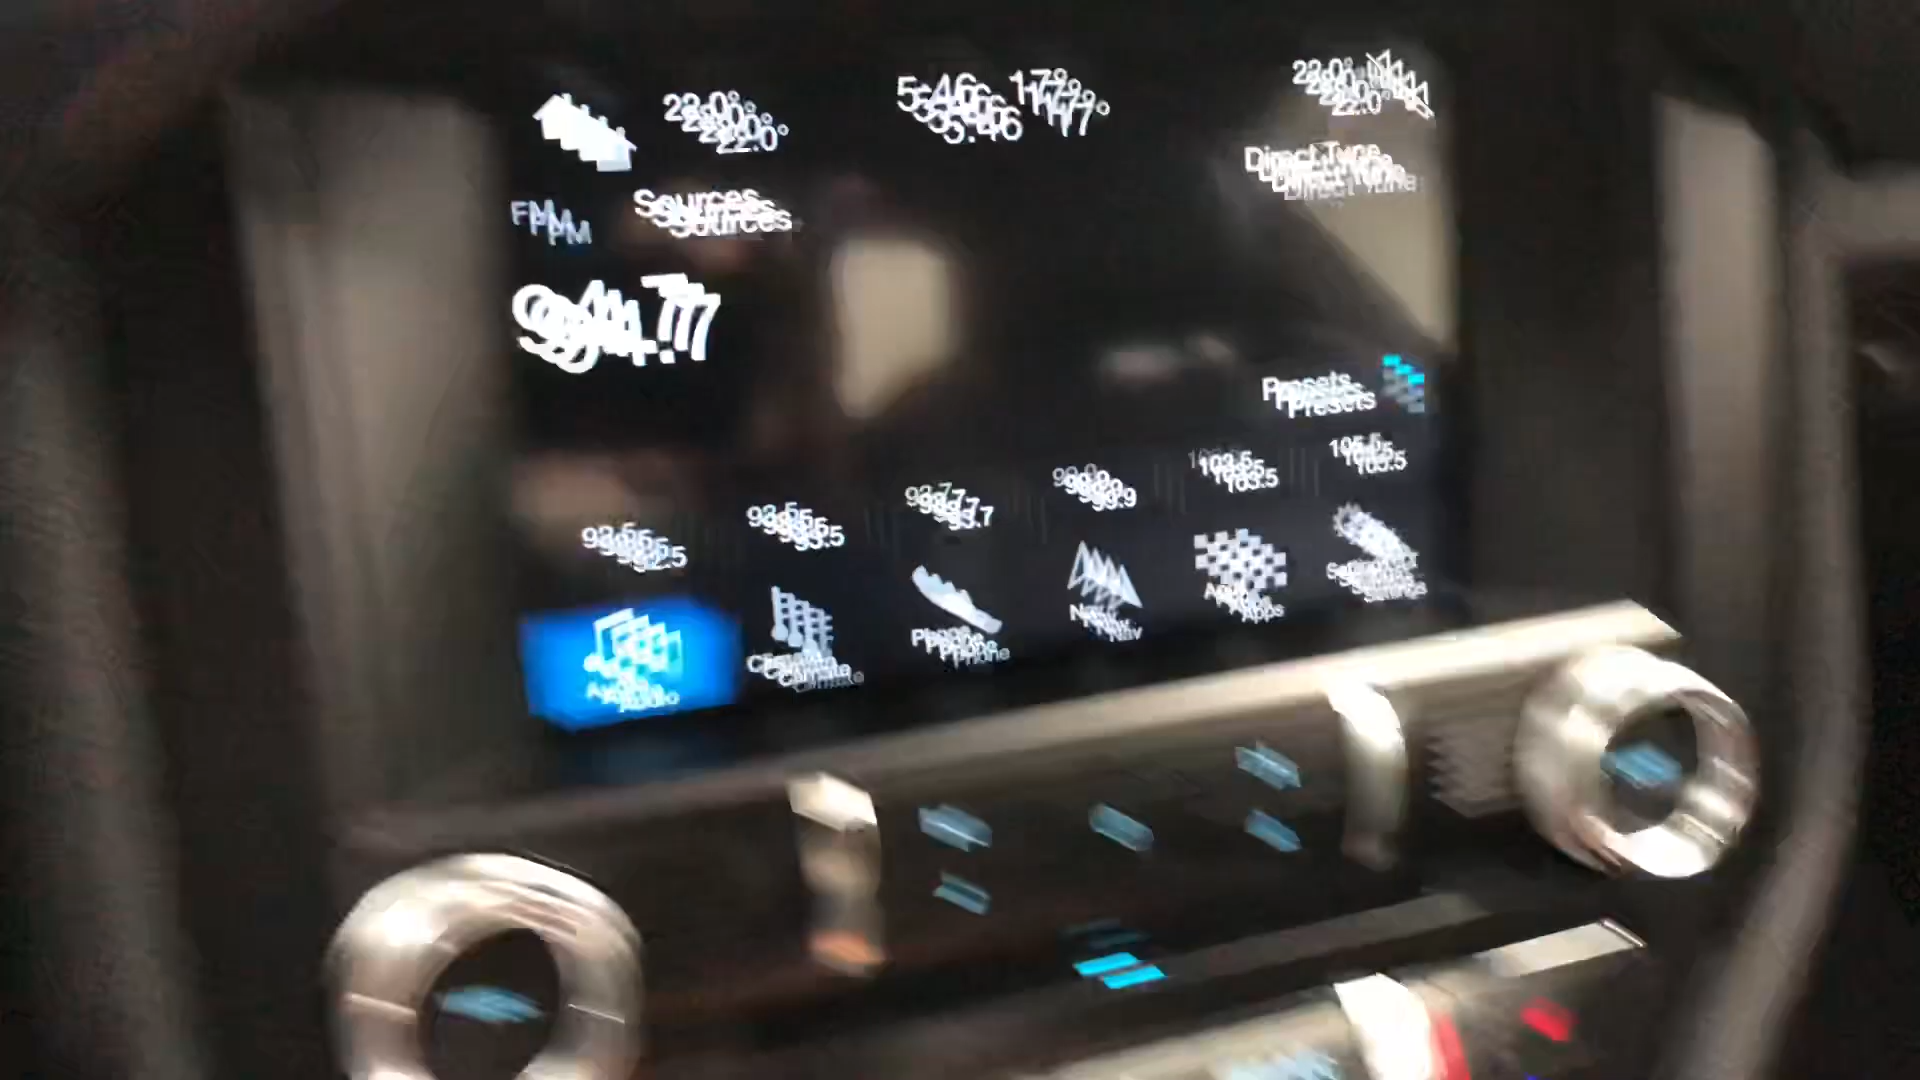 22.0° 5:46 17° 22.0°
FM Sources Direct Tune
94.7
Presets
92.5 93.5 93.7 99.9 103.5 105.5
Audio Climate Phone Nav Apps Settings